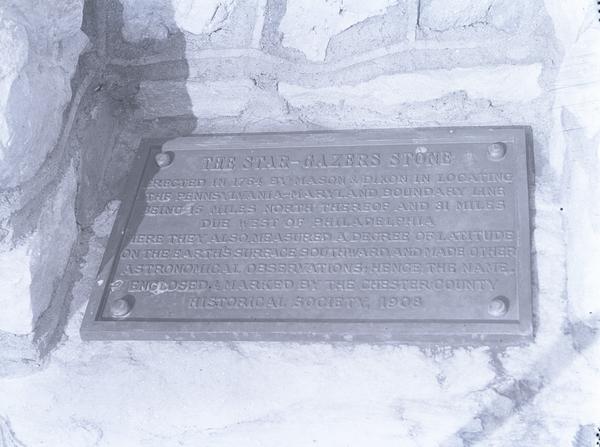 THE STAR-GAZERS STONE
ERECTED IN 1764 BY MASON & DIXON IN LOCATING
THE PENNSYLVANIA-MARYLAND BOUNDARY LINE
BEING 15 MILES NORTH THEREOF AND 31 MILES
DUE WEST OF PHILADELPHIA
HERE THEY ALSO MEASURED A DEGREE OF LATITUDE
ON THE EARTH'S SURFACE SOUTHWARD, AND MADE OTHER
ASTRONOMICAL OBSERVATIONS; HENCE THE NAME.
ENCLOSED & MARKED BY THE CHESTER COUNTY
HISTORICAL SOCIETY, 1908